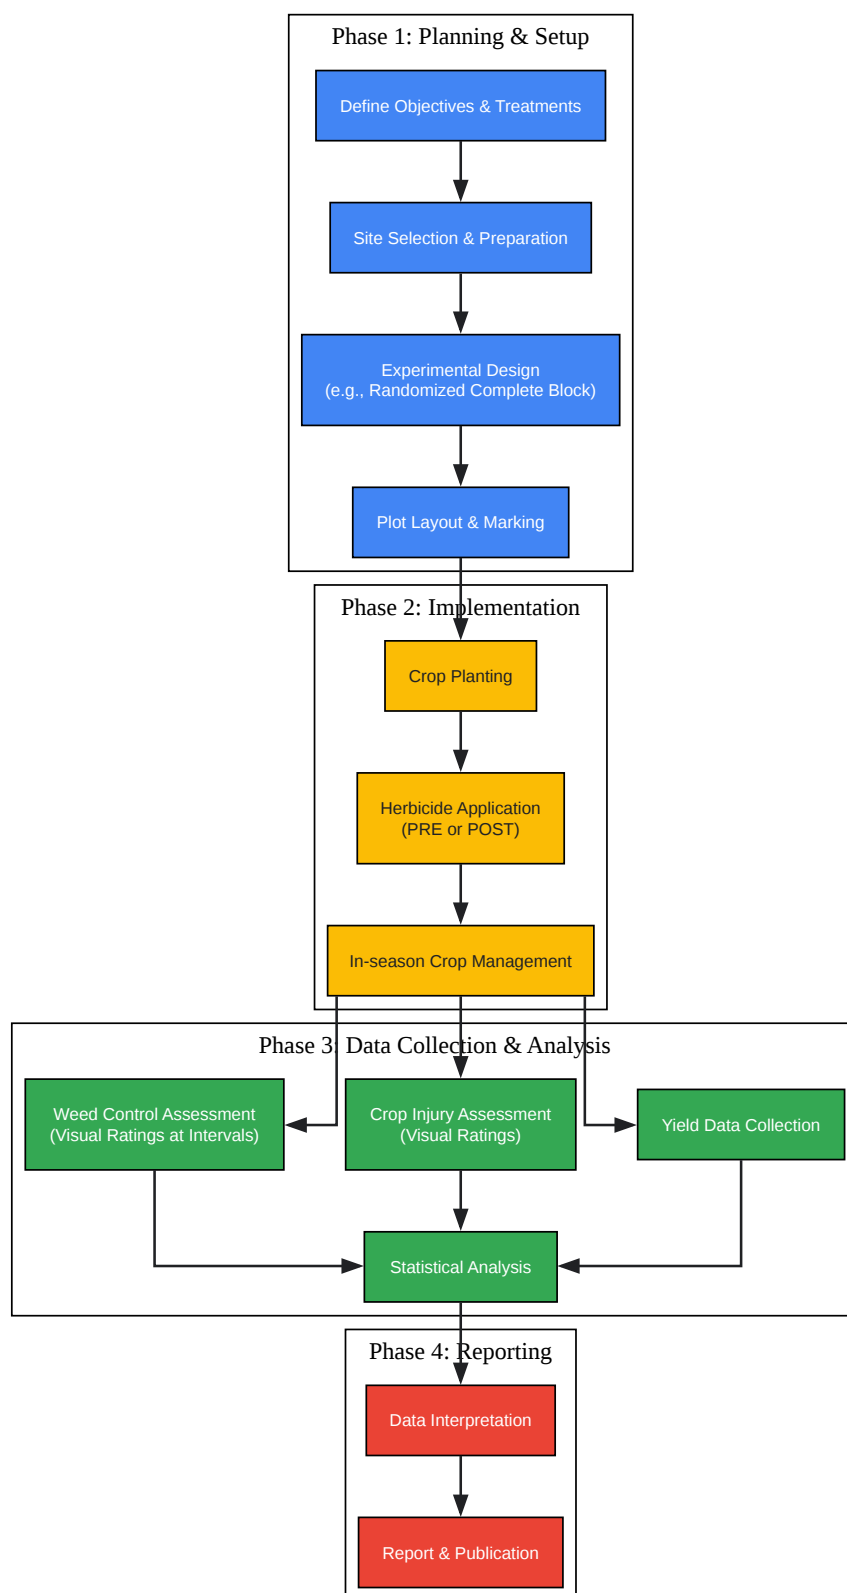 Phase 1: Planning & Setup
Define Objectives & Treatments
Site Selection & Preparation
Experimental Design
(e.g., Randomized Complete Block)
Plot Layout & Marking
Phase 2: Implementation
Crop Planting
Herbicide Application
(PRE or POST)
In-season Crop Management
Phase 3: Data Collection & Analysis
Weed Control Assessment
(Visual Ratings at Intervals)
Crop Injury Assessment
(Visual Ratings)
Yield Data Collection
Statistical Analysis
Phase 4: Reporting
Data Interpretation
Report & Publication